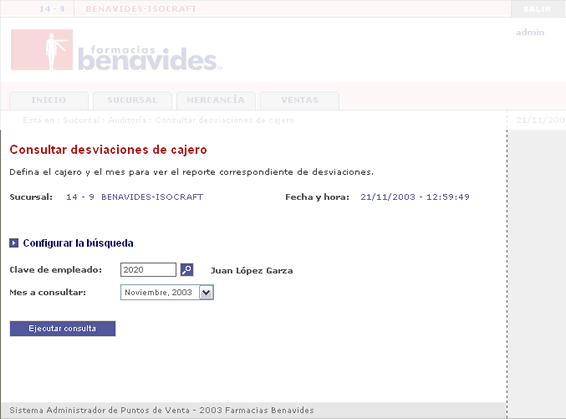 14 - 9 BENAVIDES-ISOCRAFT SALIR
admin
farmacias
benavides
INICIO SUCURSAL MERCANCÍA VENTAS
Está en : Sucursal : Auditoría : Consultar desviaciones de cajero 21/11/200
Consultar desviaciones de cajero
Defina el cajero y el mes para ver el reporte correspondiente de desviaciones.
Sucursal: 14 - 9 BENAVIDES-ISOCRAFT Fecha y hora: 21/11/2003 - 12:59:49
Configurar la búsqueda
Clave de empleado: 2020 Juan López Garza
Mes a consultar: Noviembre, 2003
Ejecutar consulta
Sistema Administrador de Puntos de Venta - 2003 Farmacias Benavides